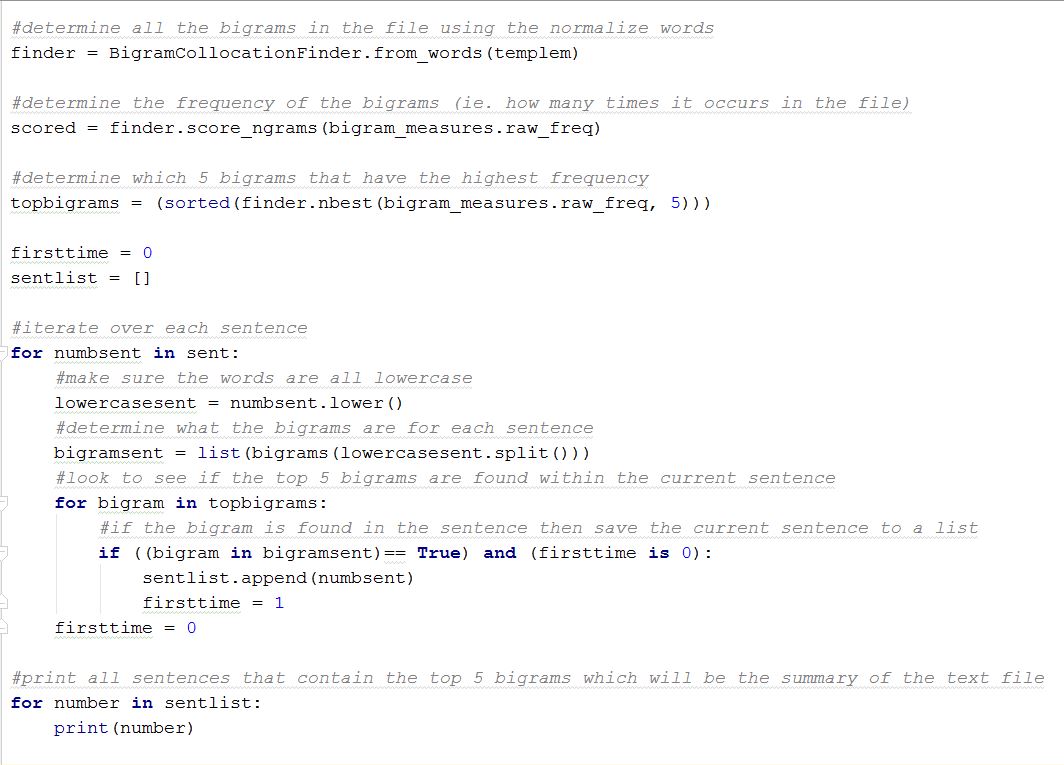 #determine all the bigrams in the file using the normalize words
finder = BigramCollocationFinder.from_words(templem)
#determine the frequency of the bigrams (ie. how many times it occurs in the file)
scored = finder.score_ngrams(bigram_measures.raw_freq)
#determine which 5 bigrams that have the highest frequency
topbigrams = (sorted(finder.nbest(bigram_measures.raw_freq, 5)))
firsttime = 0
sentlist = []
#iterate over each sentence
for numbsent in sent:
    #make sure the words are all lowercase
    lowercasesent = numbsent.lower()
    #determine what the bigrams are for each sentence
    bigramsent = list(bigrams(lowercasesent.split()))
    #look to see if the top 5 bigrams are found within the current sentence
    for bigram in topbigrams:
        #if the bigram is found in the sentence then save the current sentence to a list
        if ((bigram in bigramsent)== True) and (firsttime is 0):
            sentlist.append(numbsent)
            firsttime = 1
    firsttime = 0
#print all sentences that contain the top 5 bigrams which will be the summary of the text file
for number in sentlist:
    print(number)